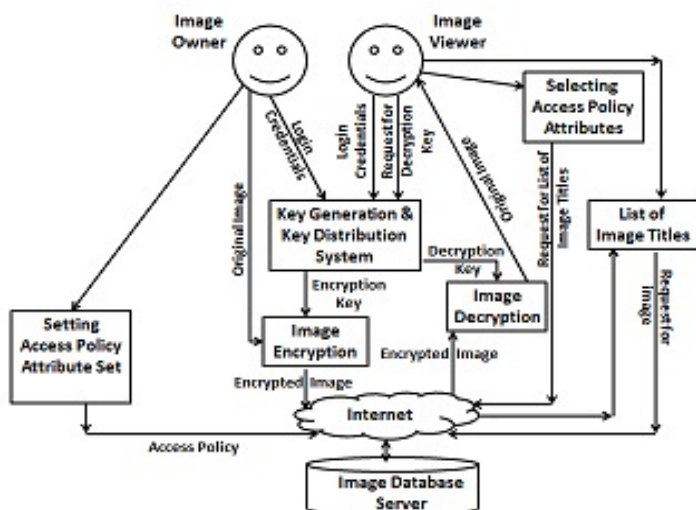 Image
Owner
Image
Viewer
Selecting
Access Policy
Attributes
Login
Credentials
Login
Credentials
Request for
Decryption
Key
Original Image
Original Image
Request for List of
Image Titles
List of
Image Titles
Key Generation &
Key Distribution
System
Decryption
Key
Encryption
Key
Image
Decryption
Request for
image
Setting
Access Policy
Attribute Set
Image
Encryption
Encrypted Image
Encrypted Image
Internet
Access Policy
Image Database
Server